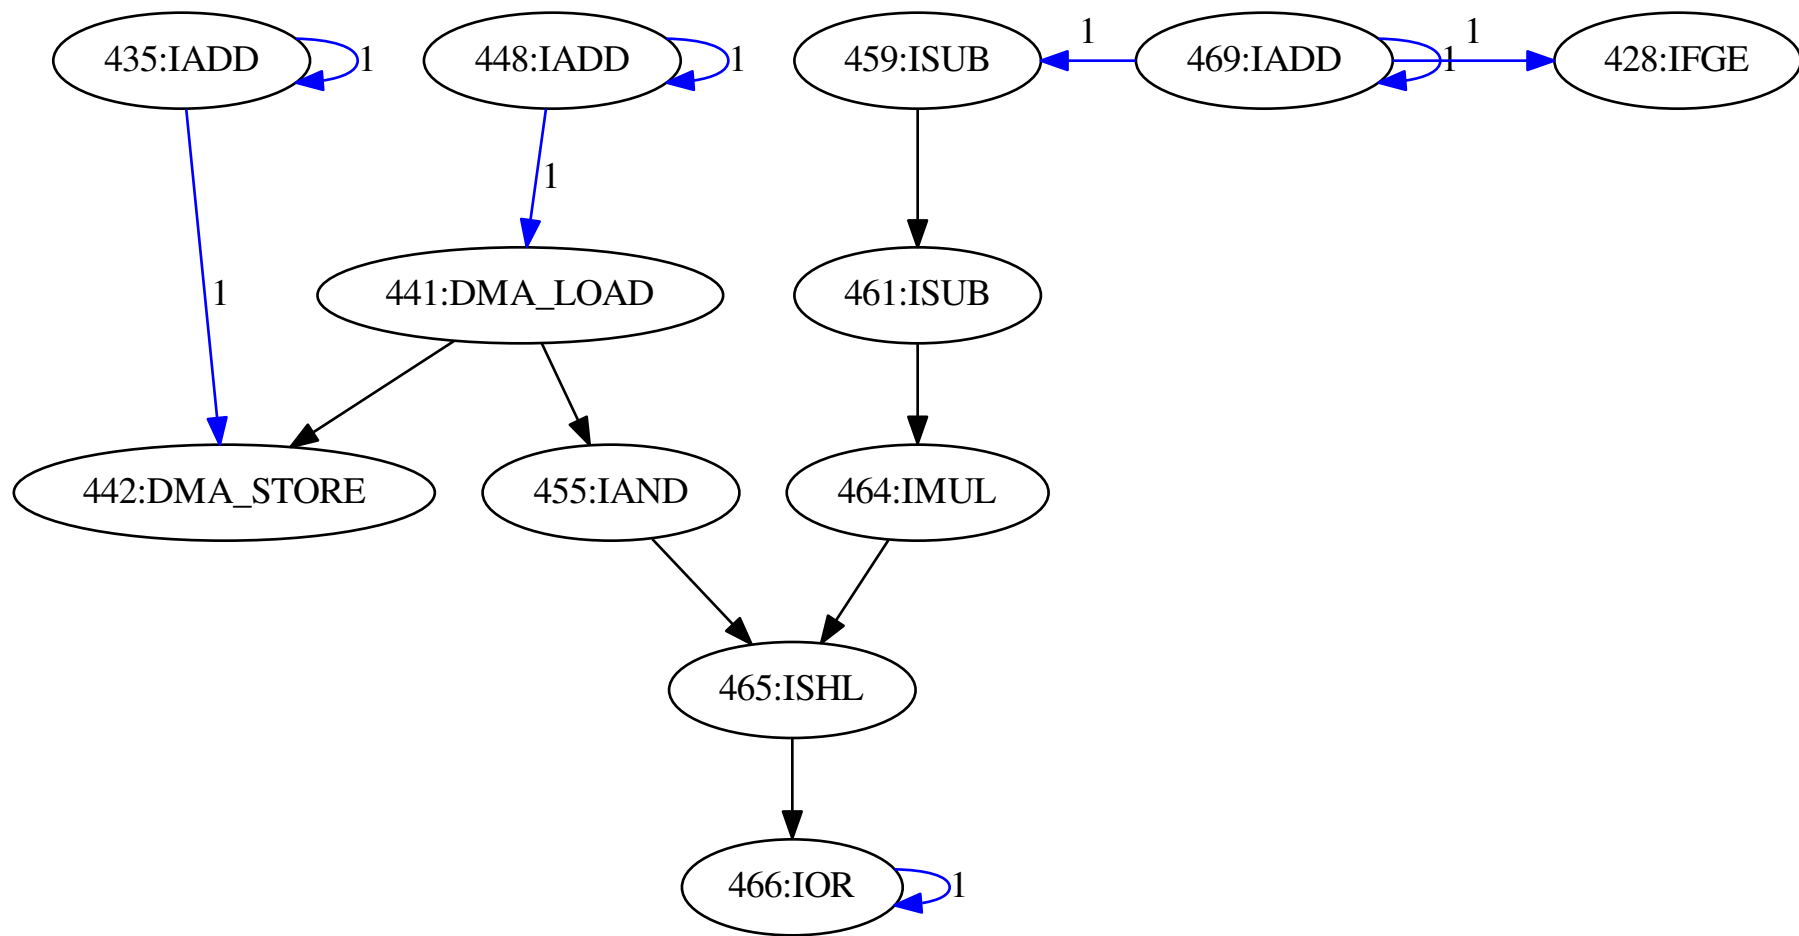 435:IADD
1
448:IADD
1
459:ISUB
1
469:IADD
1
1
428:IFGE
1
1
441:DMA_LOAD
461:ISUB
442:DMA_STORE
455:IAND
464:IMUL
465:ISHL
466:IOR
1